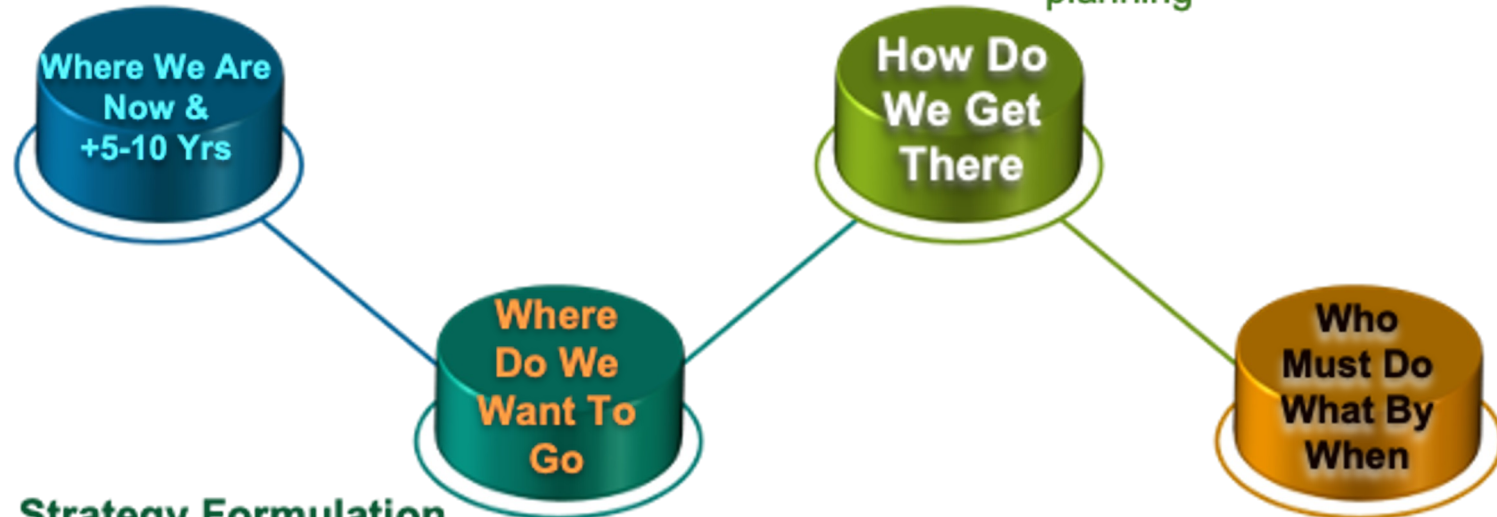 planning
Where We Are
Now &
+5-10 Yrs
How Do
We Get
There
Where
Do We
Want To
Go
Who
Must Do
What By
When
Strategy Formulation